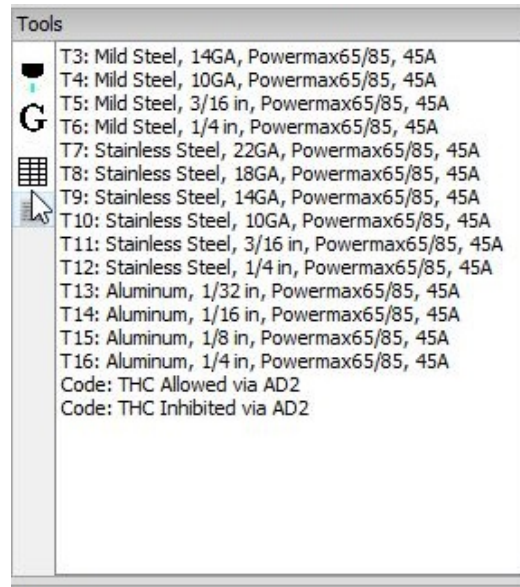 Tools
T3: Mild Steel, 14GA, Powermax65/85, 45A
T4: Mild Steel, 10GA, Powermax65/85, 45A
T5: Mild Steel, 3/16 in, Powermax65/85, 45A
T6: Mild Steel, 1/4 in, Powermax65/85, 45A
T7: Stainless Steel, 22GA, Powermax65/85, 45A
T8: Stainless Steel, 18GA, Powermax65/85, 45A
T9: Stainless Steel, 14GA, Powermax65/85, 45A
T10: Stainless Steel, 10GA, Powermax65/85, 45A
T11: Stainless Steel, 3/16 in, Powermax65/85, 45A
T12: Stainless Steel, 1/4 in, Powermax65/85, 45A
T13: Aluminum, 1/32 in, Powermax65/85, 45A
T14: Aluminum, 1/16 in, Powermax65/85, 45A
T15: Aluminum, 1/8 in, Powermax65/85, 45A
T16: Aluminum, 1/4 in, Powermax65/85, 45A
Code: THC Allowed via AD2
Code: THC Inhibited via AD2
G